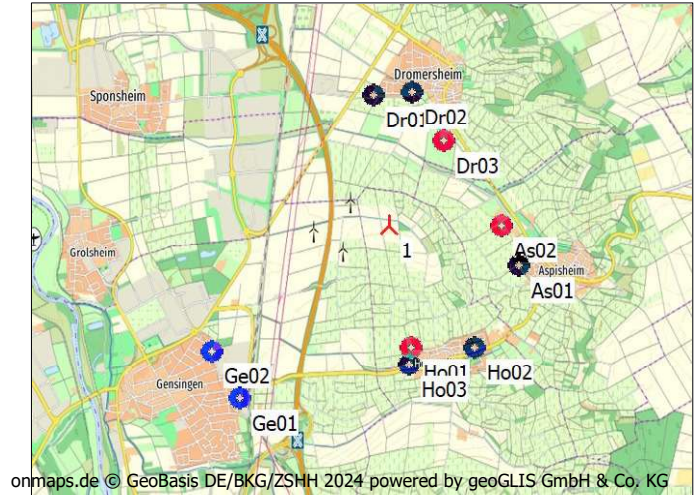 Dromersheim
Sponsheim
Dr01 Dr02
Dr03
1
Grolsheim
As02
Aspisheim
As01
Ge02
Ho01
Ho02
Gensingen
Ho03
Ge01
onmaps.de © GeoBasis DE/BKG/ZSHH 2024 powered by geoGLIS GmbH & Co. KG